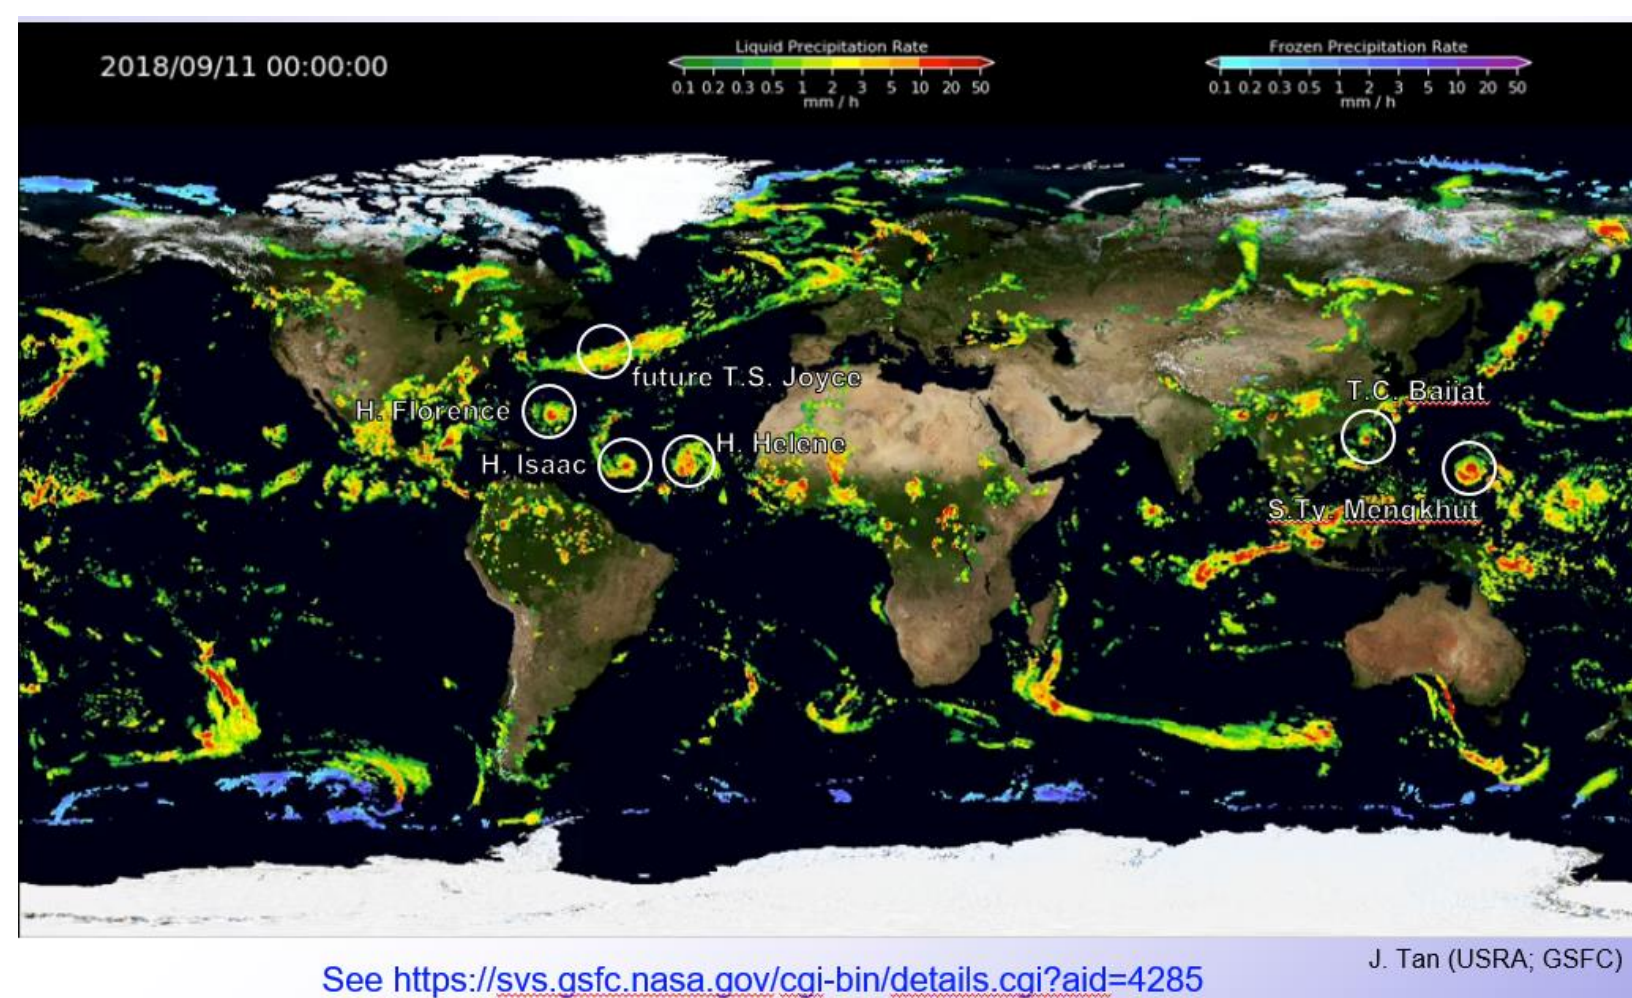 2018/09/11 00:00:00
Liquid Precipitation Rate
0.1 0.2 0.3 0.5 1 2 3 5 10 20 50
mm / h
Frozen Precipitation Rate
0.1 0.2 0.3 0.5 1 2 3 5 10 20 50
mm / h
future T.S. Joyce
H. Florence
H. Helene
H. Isaac
T.C. Baijat
S.Ty. Mengkhut
J. Tan (USRA; GSFC)
See https://svs.gsfc.nasa.gov/cgi-bin/details.cgi?aid=4285